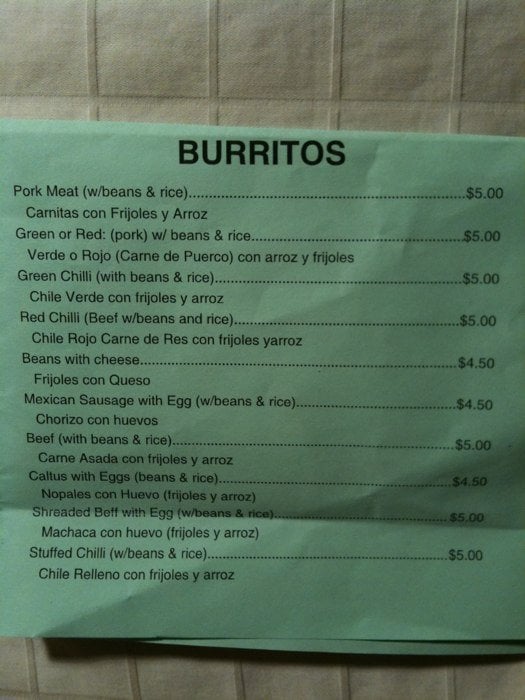 BURRITOS
Pork Meat (w/beans & rice)......$5.00
Carnitas con Frijoles y Arroz
Green or Red: (pork) w/ beans & rice......$5.00
Verde o Rojo (Carne de Puerco) con arroz y frijoles
Green Chilli (with beans & rice)......$5.00
Chile Verde con frijoles y arroz
Red Chilli (Beef w/beans and rice)......$5.00
Chile Rojo Carne de Res con frijoles yarroz
Beans with cheese......$4.50
Frijoles con Queso
Mexican Sausage with Egg (w/beans & rice)......$4.50
Chorizo con huevos
Beef (with beans & rice)......$5.00
Carne Asada con frijoles y arroz
Caltus with Eggs (beans & rice)......$4.50
Nopales con Huevo (frijoles y arroz)
Shreaded Beff with Egg (w/beans & rice)......$5.00
Machaca con huevo (frijoles y arroz)
Stuffed Chilli (w/beans & rice)......$5.00
Chile Relleno con frijoles y arroz